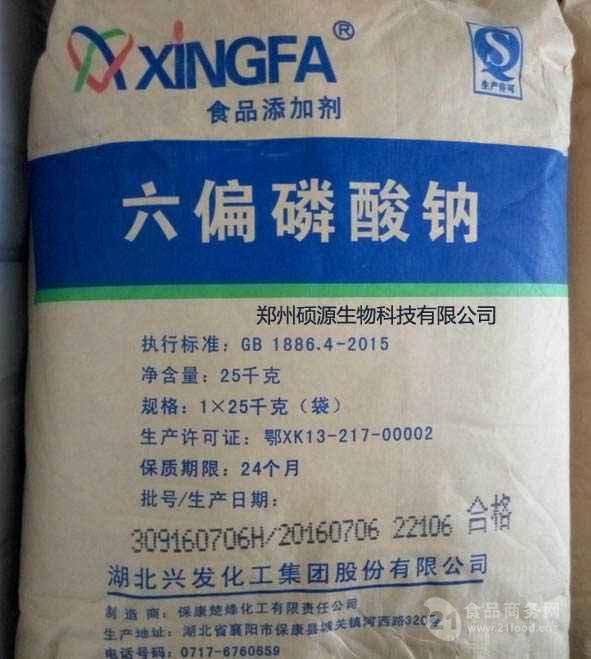 XINGFA®
食品添加剂
QS
生产许可
六偏磷酸钠
郑州硕源生物科技有限公司
执行标准：GB 1886.4-2015
净含量：25千克
规格：1×25千克（袋）
生产许可证：鄂XK13-217-00002
保质期限：24个月
批号/生产日期：
309160706H/20160706 22106 合格
湖北兴发化工集团股份有限公司
制造商：保康楚烽化工有限责任公司
生产地址：湖北省襄阳市保康县城关镇河西路320号
电话号码：0717-6760659
食品商务网
www.21food.cn